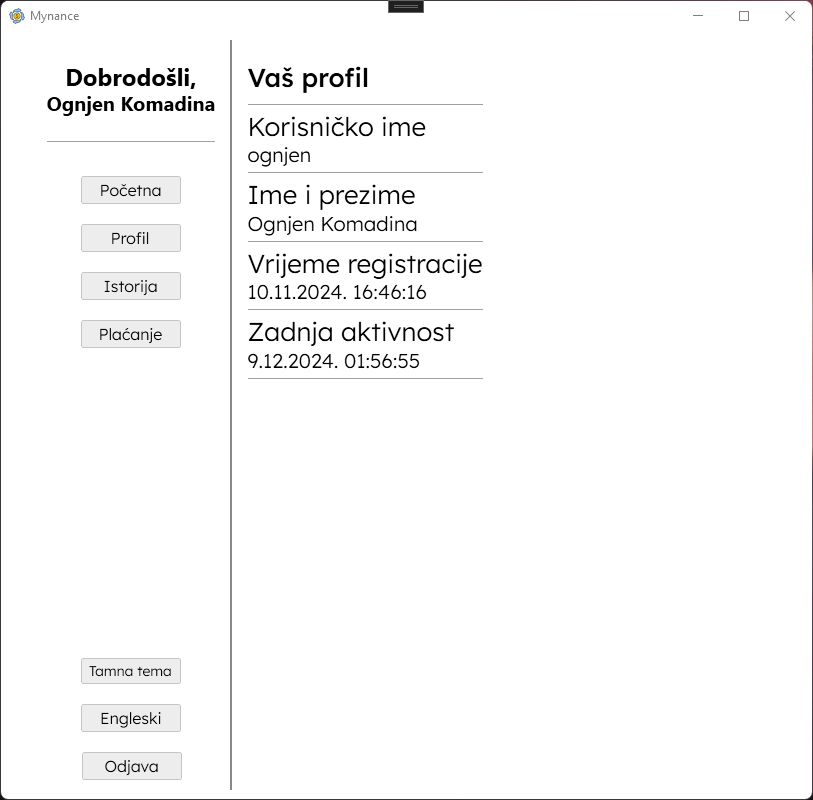 Mynance
Dobrodošli,
Ognjen Komadina
Početna
Profil
Istorija
Plaćanje
Tamna tema
Engleski
Odjava
Vaš profil
Korisničko ime
ognjen
Ime i prezime
Ognjen Komadina
Vrijeme registracije
10.11.2024. 16:46:16
Zadnja aktivnost
9.12.2024. 01:56:55